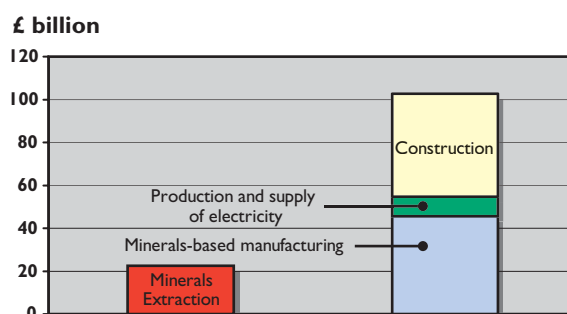 £ billion
120
100
80
60
40
20
0
Construction
Production and supply
of electricity
Minerals-based manufacturing
Minerals
Extraction